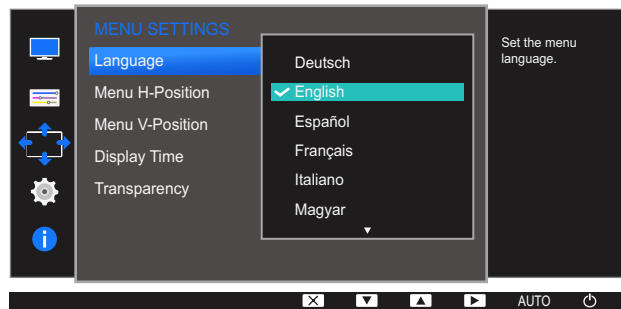 MENU SETTINGS
Language
Menu H-Position
Menu V-Position
Display Time
Transparency
Deutsch
English
Español
Français
Italiano
Magyar
Set the menu
language.
AUTO